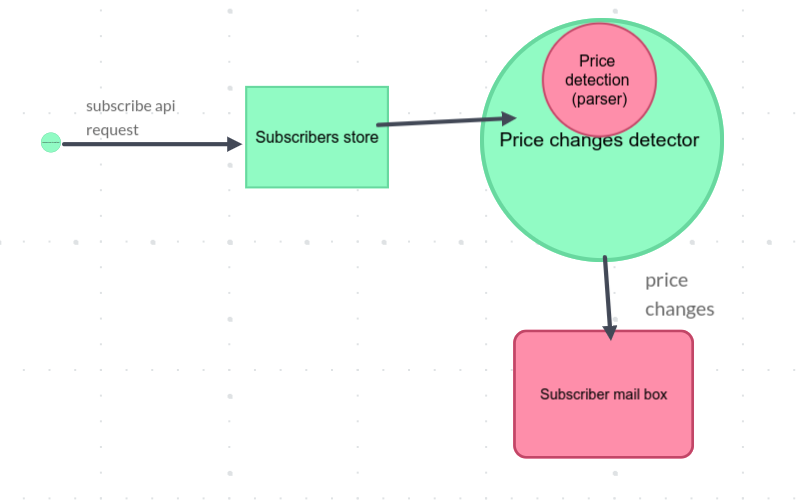 subscribe api
request
Subscribers store
Price
detection
(parser)
Price changes detector
price
changes
Subscriber mail box